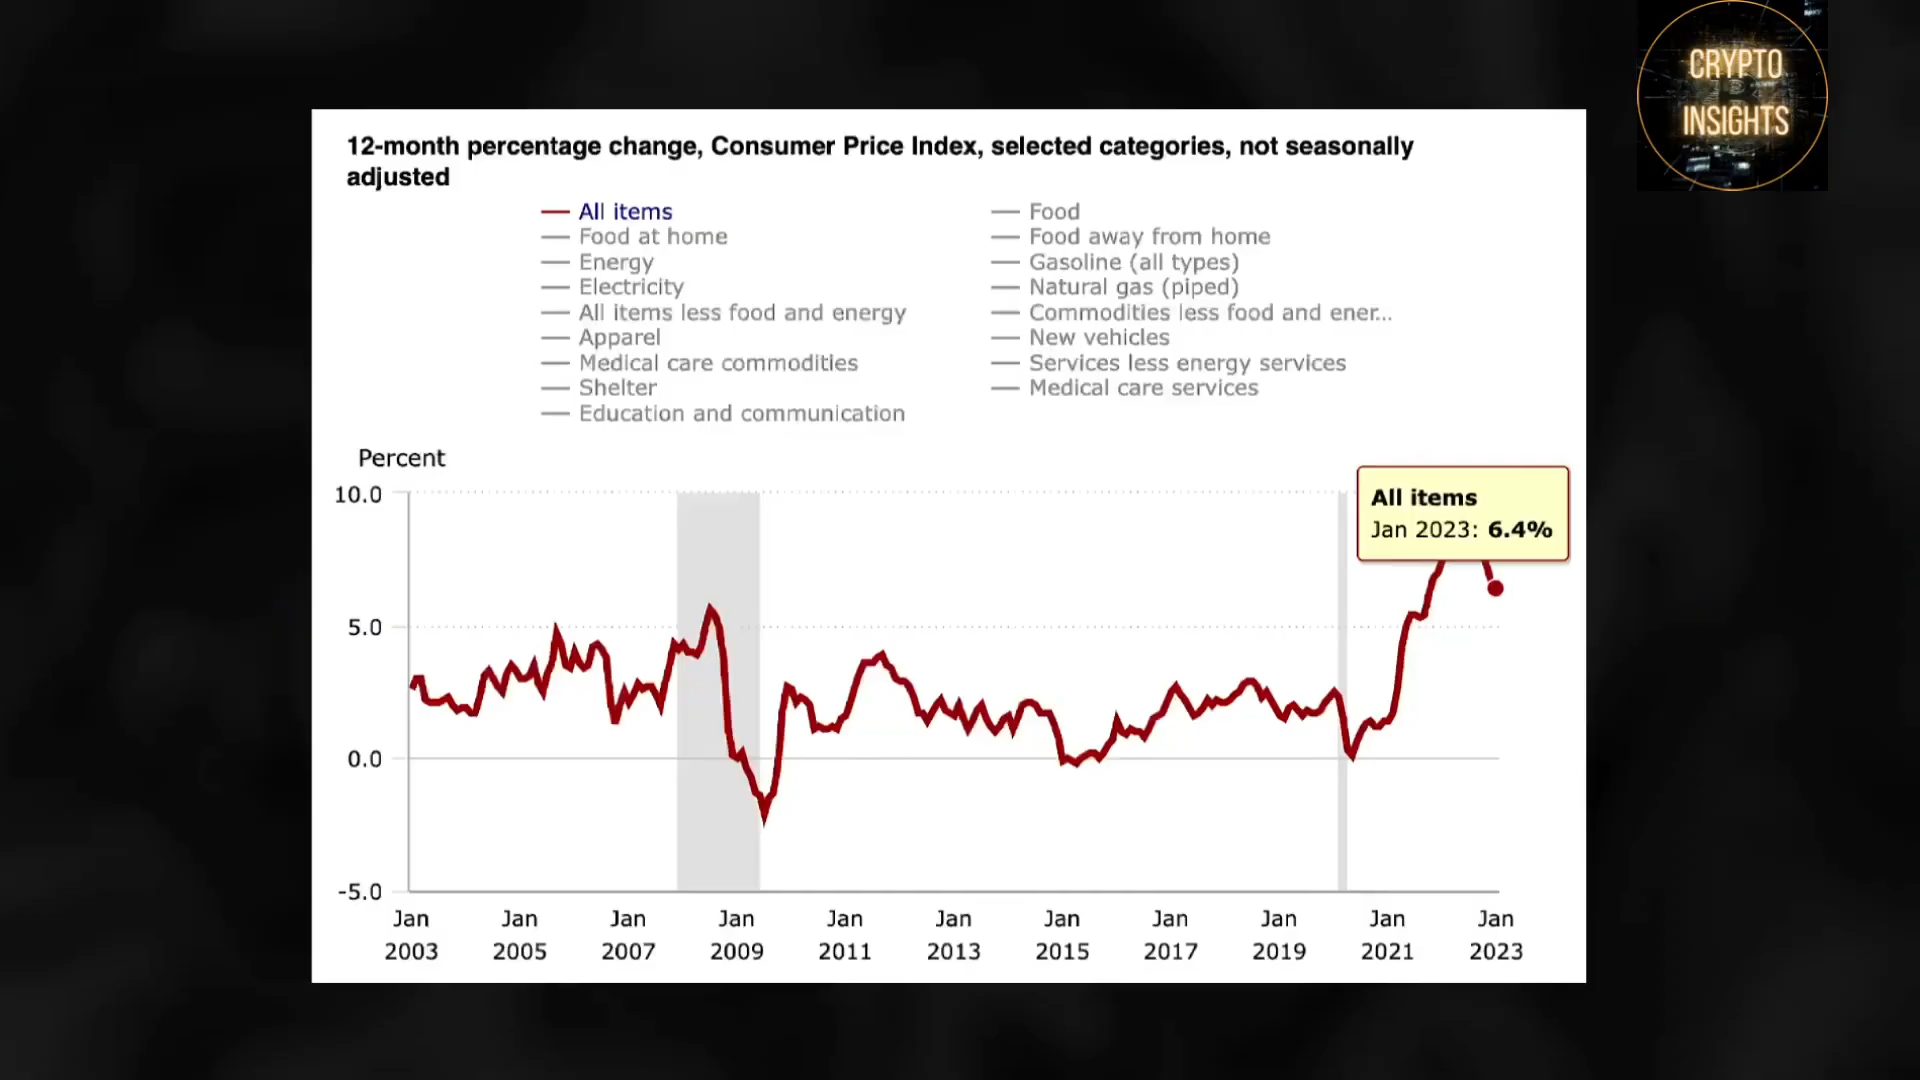 CRYPTO
INSIGHTS
12-month percentage change, Consumer Price Index, selected categories, not seasonally
adjusted
All items
Food at home
Energy
Electricity
All items less food and energy
Apparel
Medical care commodities
Shelter
Education and communication
Food
Food away from home
Gasoline (all types)
Natural gas (piped)
Commodities less food and ener...
New vehicles
Services less energy services
Medical care services
Percent
10.0
5.0
0.0
-5.0
All items
Jan 2023: 6.4%
Jan 2003
Jan 2005
Jan 2007
Jan 2009
Jan 2011
Jan 2013
Jan 2015
Jan 2017
Jan 2019
Jan 2021
Jan 2023